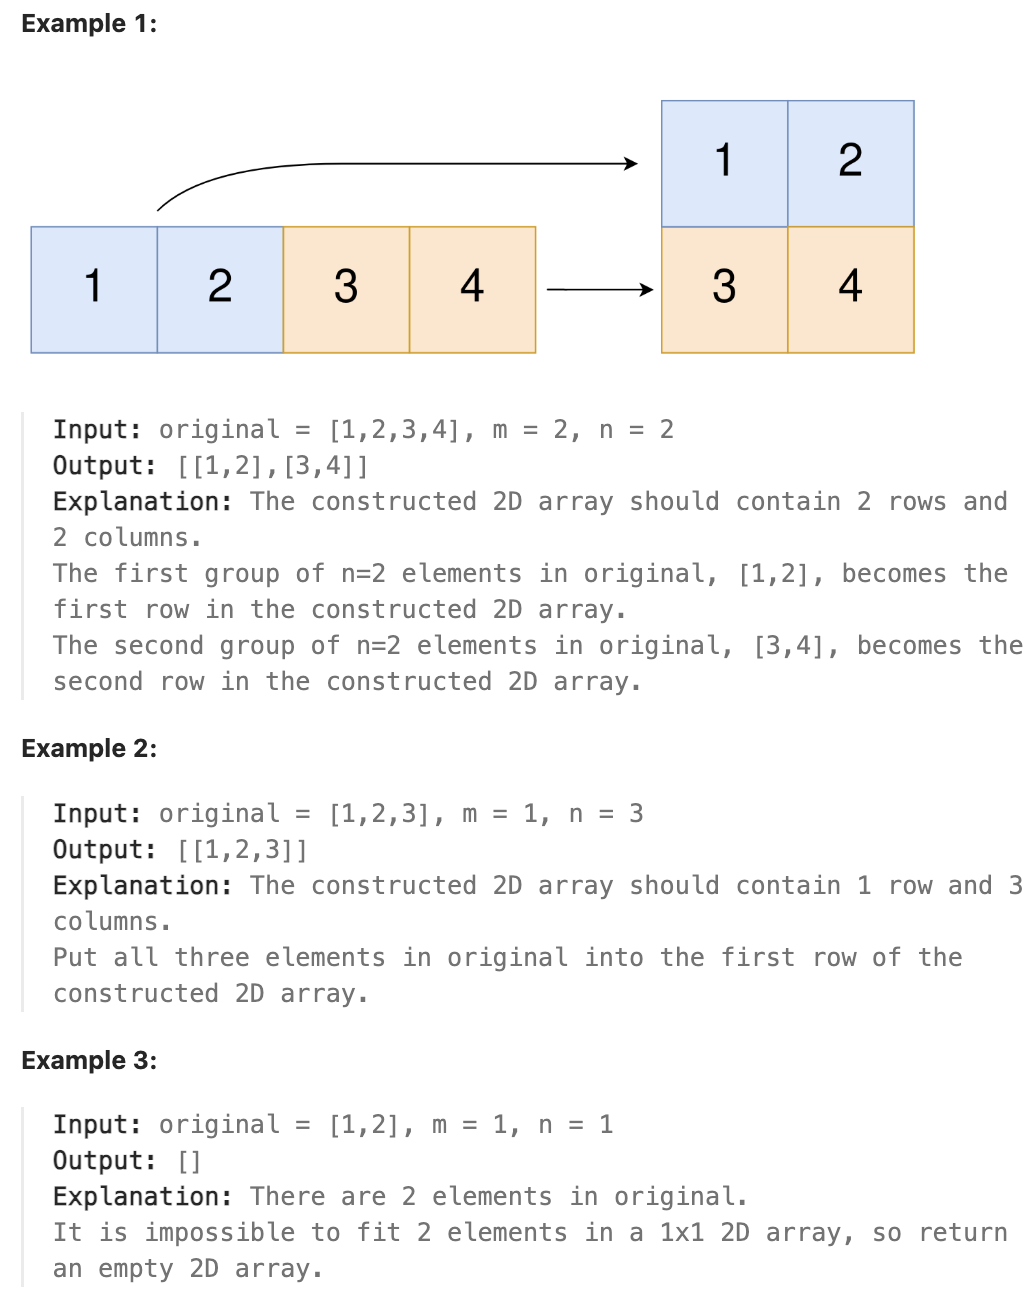 Example 1:
1 2
1 2 3 4 3 4
Input: original = [1,2,3,4], m = 2, n = 2
Output: [[1,2],[3,4]]
Explanation: The constructed 2D array should contain 2 rows and
2 columns.
The first group of n=2 elements in original, [1,2], becomes the
first row in the constructed 2D array.
The second group of n=2 elements in original, [3,4], becomes the
second row in the constructed 2D array.
Example 2:
Input: original = [1,2,3], m = 1, n = 3
Output: [[1,2,3]]
Explanation: The constructed 2D array should contain 1 row and 3
columns.
Put all three elements in original into the first row of the
constructed 2D array.
Example 3:
Input: original = [1,2], m = 1, n = 1
Output: []
Explanation: There are 2 elements in original.
It is impossible to fit 2 elements in a 1x1 2D array, so return
an empty 2D array.